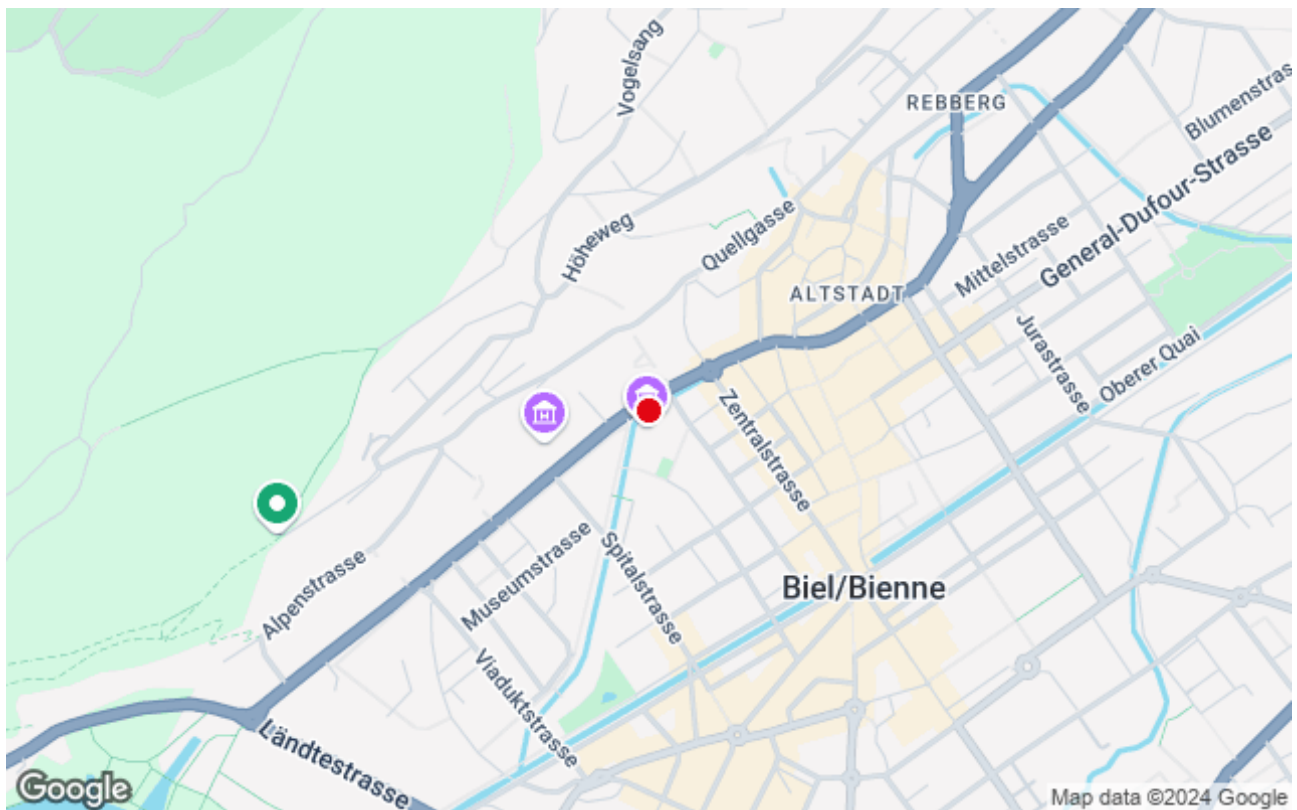 Vogelsang
REBBERG
Blumenstras
General-Dufour-Strasse
Höheweg
Quellgasse
Mittelstrasse
ALTSTADT
Jurastrasse
Oberer Quai
Zentralstrasse
Alpenstrasse
Museumstrasse
Spitalstrasse
Biel/Bienne
Viaduktstrasse
Ländtestrasse
Google
Map data ©2024 Google